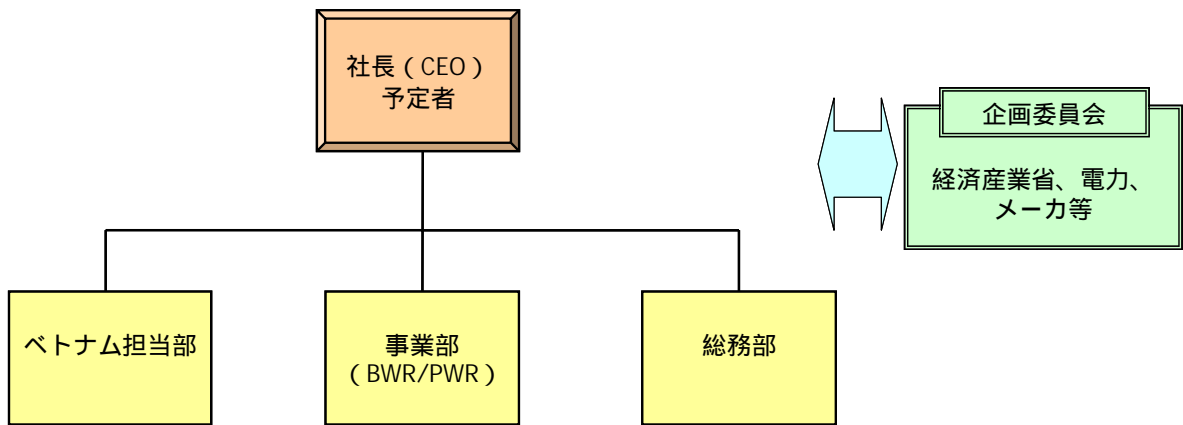 社長（CEO）
予定者
企画委員会
経済産業省、電力、
メーカ等
ベトナム担当部
事業部
（BWR/PWR）
総務部